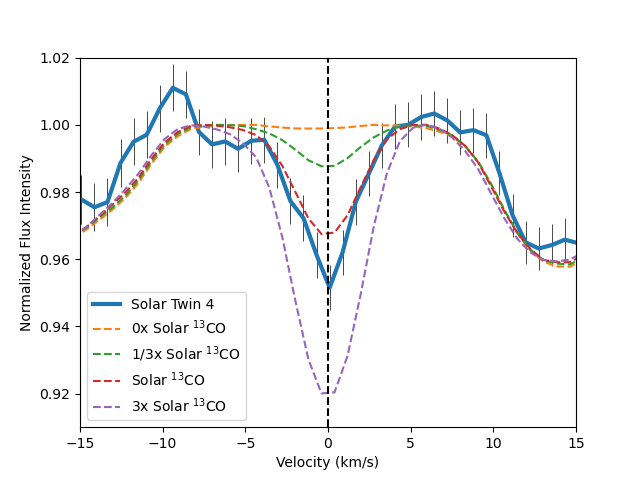 1.02
1.00
0.98
0.96
0.94
0.92
Normalized Flux Intensity
Solar Twin 4
0x Solar ¹³CO
1/3x Solar ¹³CO
Solar ¹³CO
3x Solar ¹³CO
−15 −10 −5 0 5 10 15
Velocity (km/s)